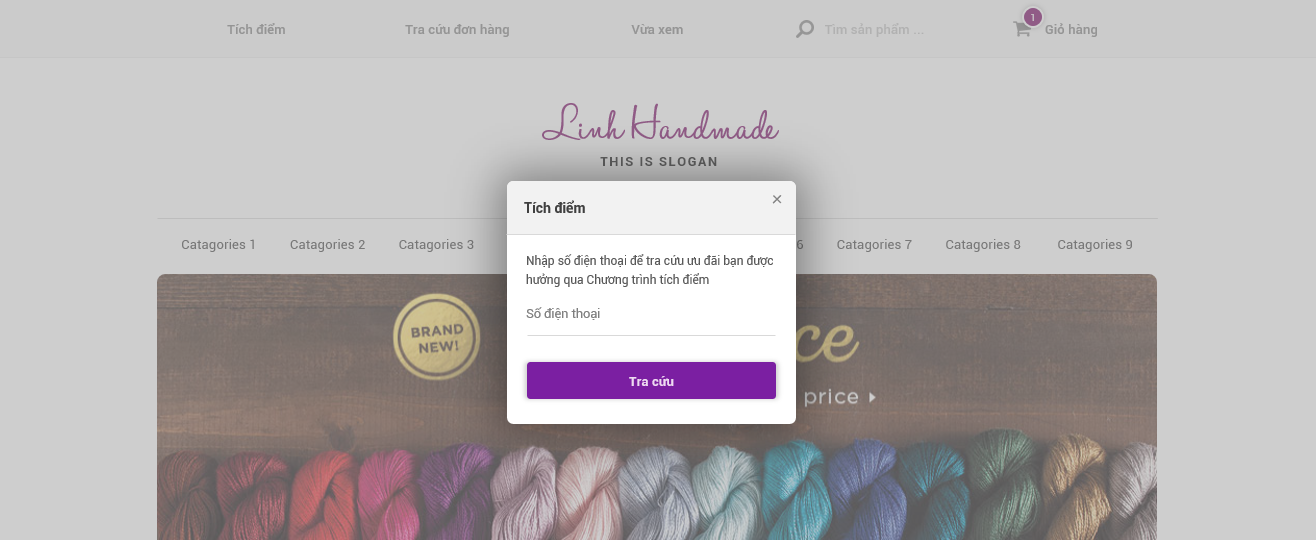 Tích điểm
Tra cứu đơn hàng
Vừa xem
Tìm sản phẩm ...
1
Giỏ hàng
Linh Handmade
THIS IS SLOGAN
Tích điểm
×
Catagories 1
Catagories 2
Catagories 3
6
Catagories 7
Catagories 8
Catagories 9
Nhập số điện thoại để tra cứu ưu đãi bạn được
hưởng qua Chương trình tích điểm
Số điện thoại
Tra cứu
BRAND
NEW!
ce
price